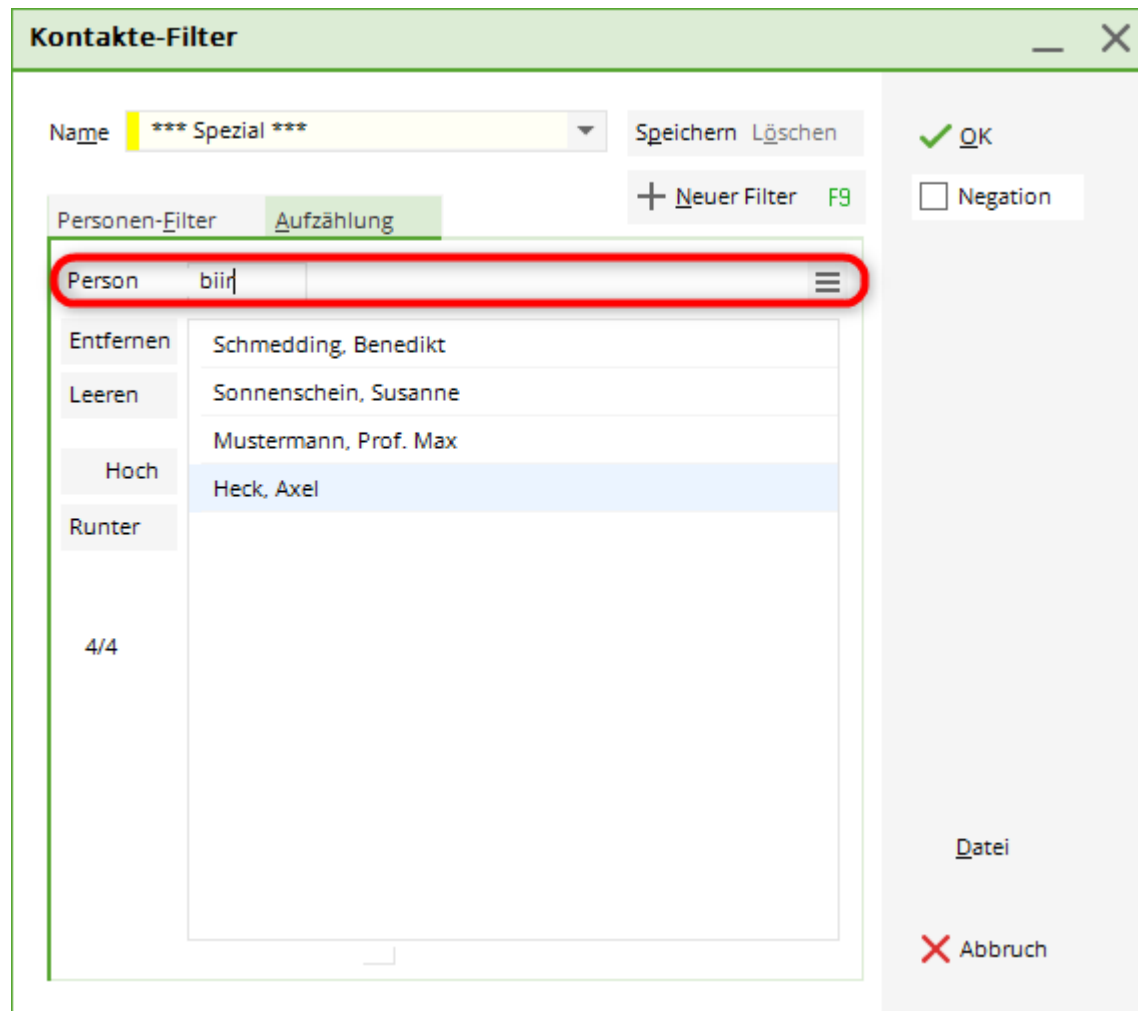 Kontakte-Filter
Name *** Spezial *** Speichern Löschen OK
Neuer Filter F9 Negation
Personen-Filter Aufzählung
Person biir
Entfernen Schmedding, Benedikt
Leeren Sonnenschein, Susanne
Mustermann, Prof. Max
Hoch
Heck, Axel
Runter
4/4
Datei
Abbruch